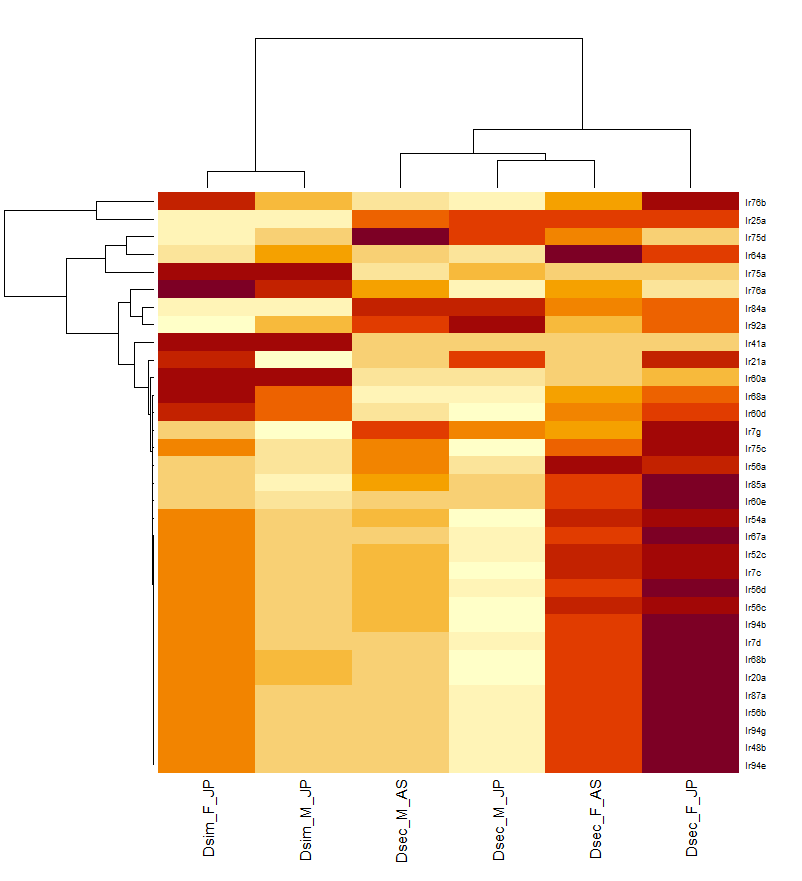 Ir76b
Ir25a
Ir75d
Ir64a
Ir75a
Ir76a
Ir84a
Ir92a
Ir41a
Ir21a
Ir60a
Ir68a
Ir60d
Ir7g
Ir75c
Ir56a
Ir85a
Ir60e
Ir54a
Ir67a
Ir52c
Ir7c
Ir56d
Ir56c
Ir94b
Ir7d
Ir68b
Ir20a
Ir87a
Ir56b
Ir94g
Ir48b
Ir94e
Dsim_F_JP
Dsim_M_JP
Dsec_M_AS
Dsec_M_JP
Dsec_F_AS
Dsec_F_JP